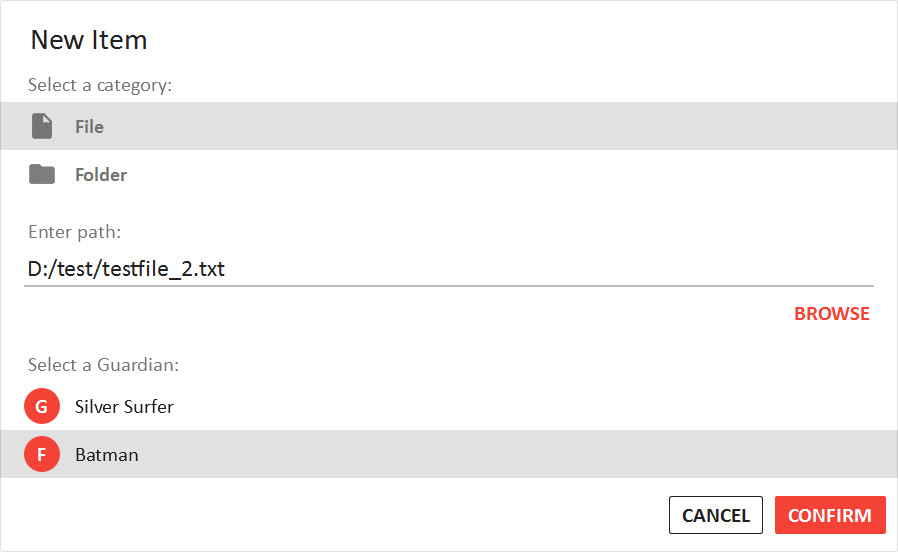 New Item
Select a category:
File
Folder
Enter path:
D:/test/testfile_2.txt
BROWSE
Select a Guardian:
G Silver Surfer
F Batman
CANCEL CONFIRM